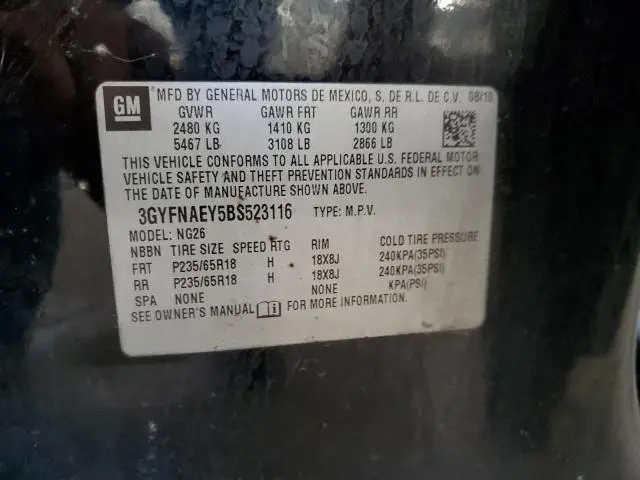 GM
MFD BY GENERAL MOTORS DE MEXICO, S. DE R.L. DE C.V. 08/10
GVWR GAWR FRT GAWR RR
2480 KG 1410 KG 1300 KG
5467 LB 3108 LB 2866 LB
THIS VEHICLE CONFORMS TO ALL APPLICABLE U.S. FEDERAL MOTOR
VEHICLE SAFETY AND THEFT PREVENTION STANDARDS IN EFFECT ON
THE DATE OF MANUFACTURE SHOWN ABOVE.
3GYFNAEY5BS523116 TYPE: M.P.V.
MODEL: NG26
NBBN TIRE SIZE SPEED RTG RIM COLD TIRE PRESSURE
FRT P235/65R18 H 18X8J 240KPA(35PSI)
RR P235/65R18 H 18X8J 240KPA(35PSI)
SPA NONE NONE KPA(PSI)
SEE OWNER'S MANUAL i FOR MORE INFORMATION.